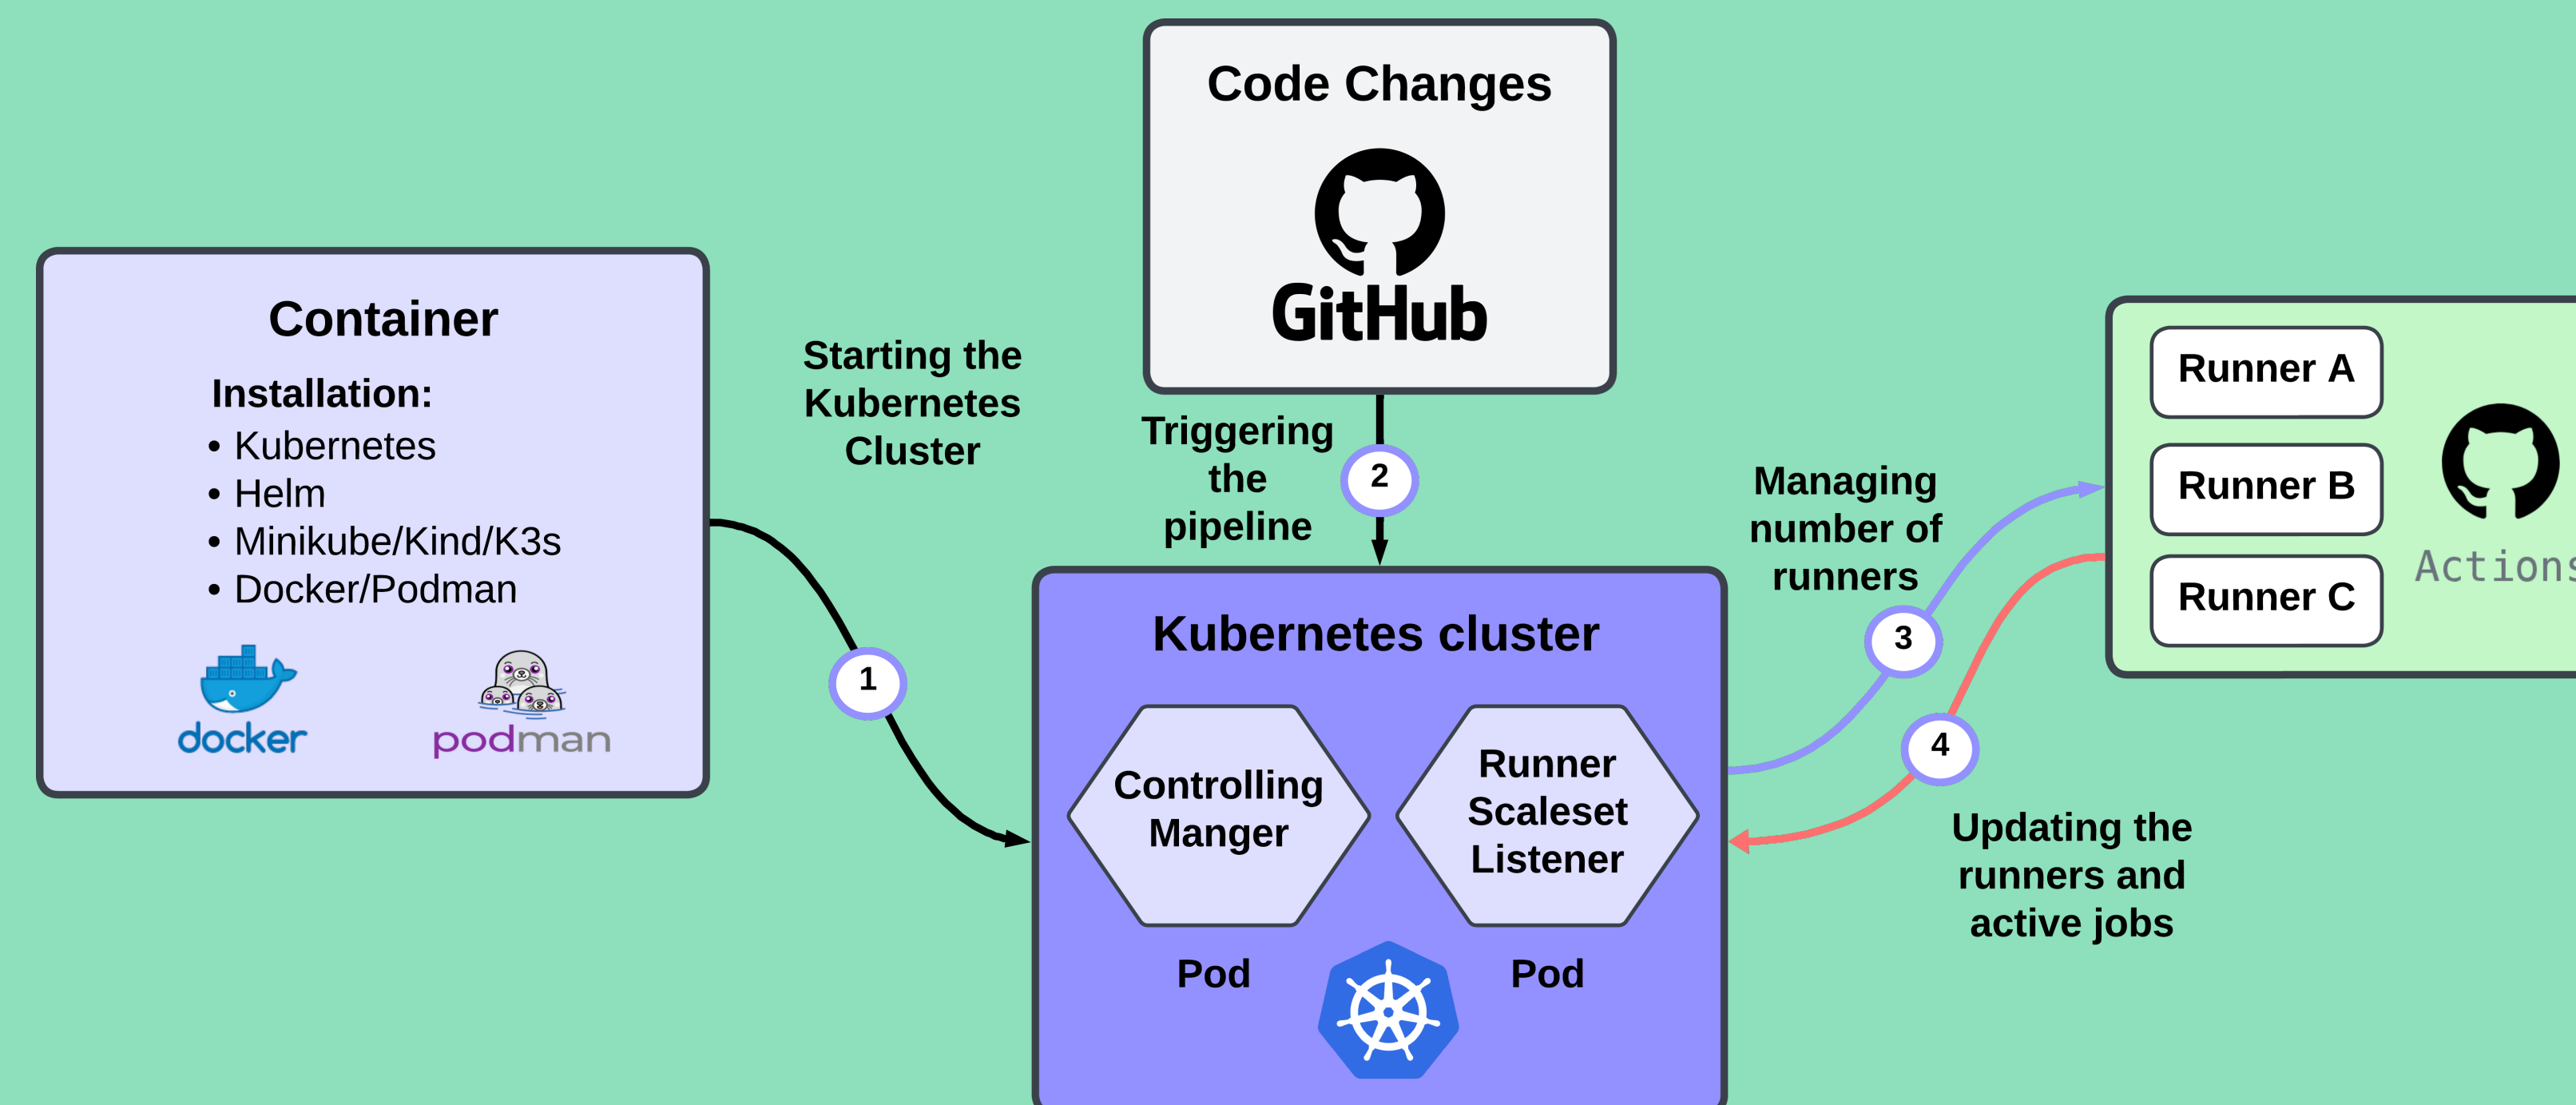 Code Changes
GitHub
Container
Installation:
• Kubernetes
• Helm
• Minikube/Kind/K3s
• Docker/Podman
docker
podman
Starting the
Kubernetes
Cluster
1
Triggering
the
pipeline
2
Kubernetes cluster
Controlling
Manger
Pod
Runner
Scaleset
Listener
Pod
Managing
number of
runners
3
4
Updating the
runners and
active jobs
Runner A
Runner B
Runner C
Actions